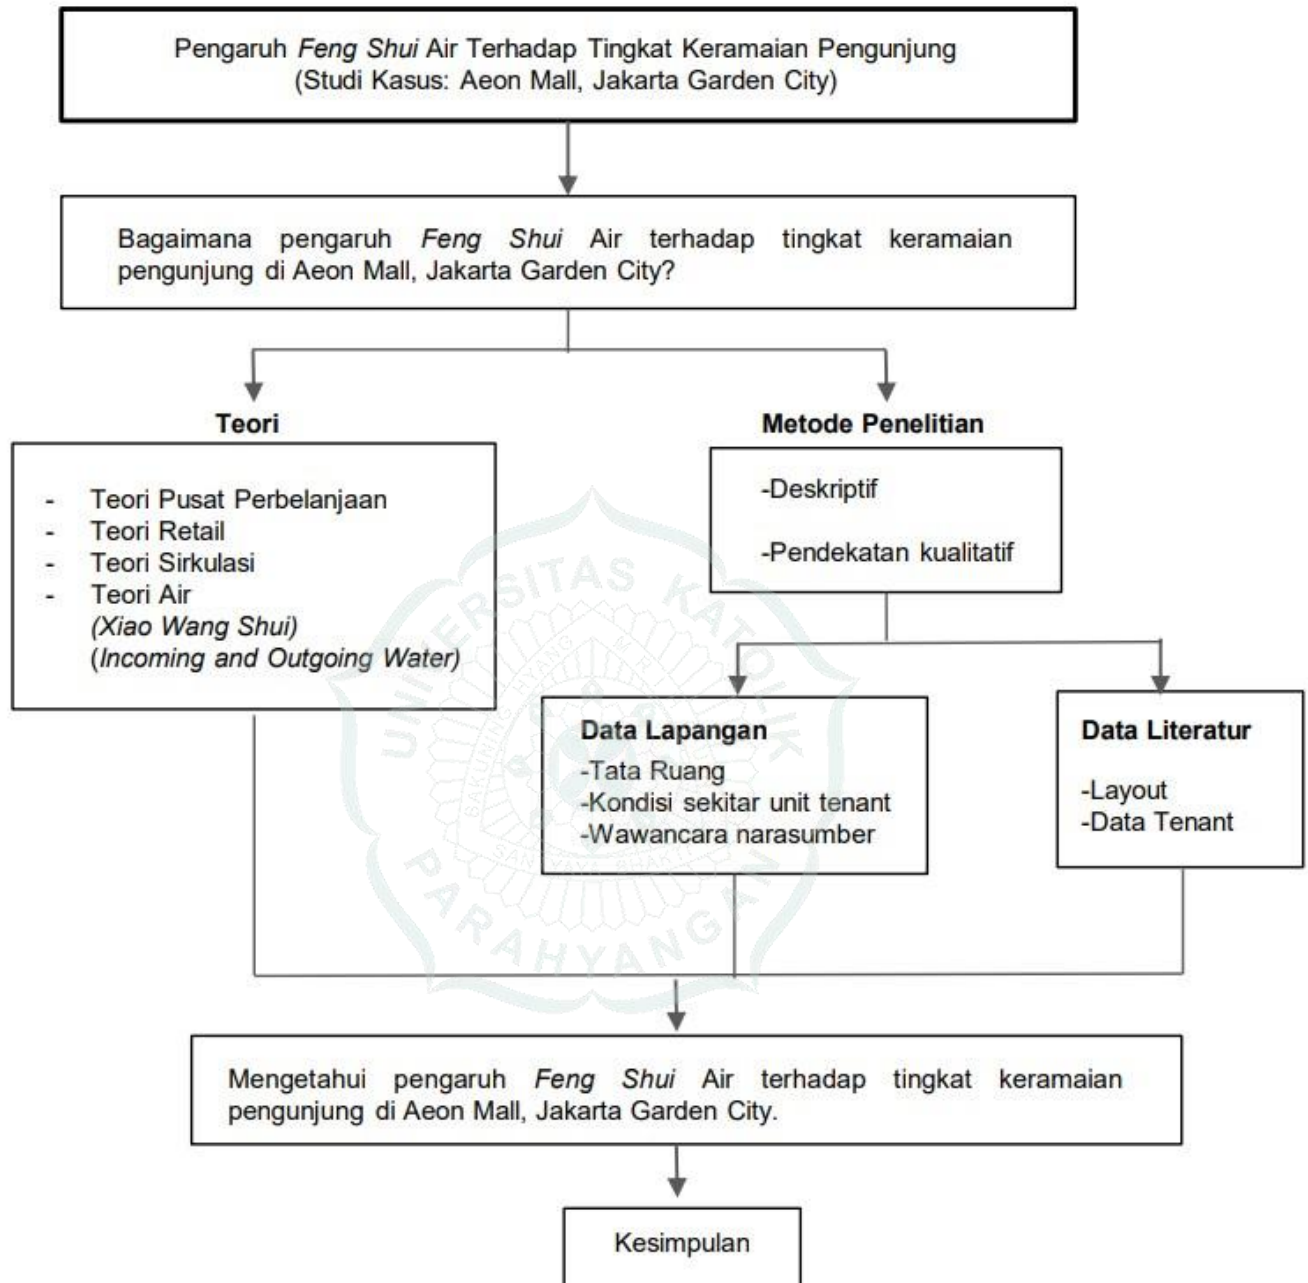 Pengaruh Feng Shui Air Terhadap Tingkat Keramaian Pengunjung
(Studi Kasus: Aeon Mall, Jakarta Garden City)
Bagaimana pengaruh Feng Shui Air terhadap tingkat keramaian
pengunjung di Aeon Mall, Jakarta Garden City?
Teori
- Teori Pusat Perbelanjaan
- Teori Retail
- Teori Sirkulasi
- Teori Air
(Xiao Wang Shui)
(Incoming and Outgoing Water)
Metode Penelitian
-Deskriptif
-Pendekatan kualitatif
Data Lapangan
-Tata Ruang
-Kondisi sekitar unit tenant
-Wawancara narasumber
Data Literatur
-Layout
-Data Tenant
Mengetahui pengaruh Feng Shui Air terhadap tingkat keramaian
pengunjung di Aeon Mall, Jakarta Garden City.
Kesimpulan
UNIVERSITAS KATOLIK
PARAHYANGAN